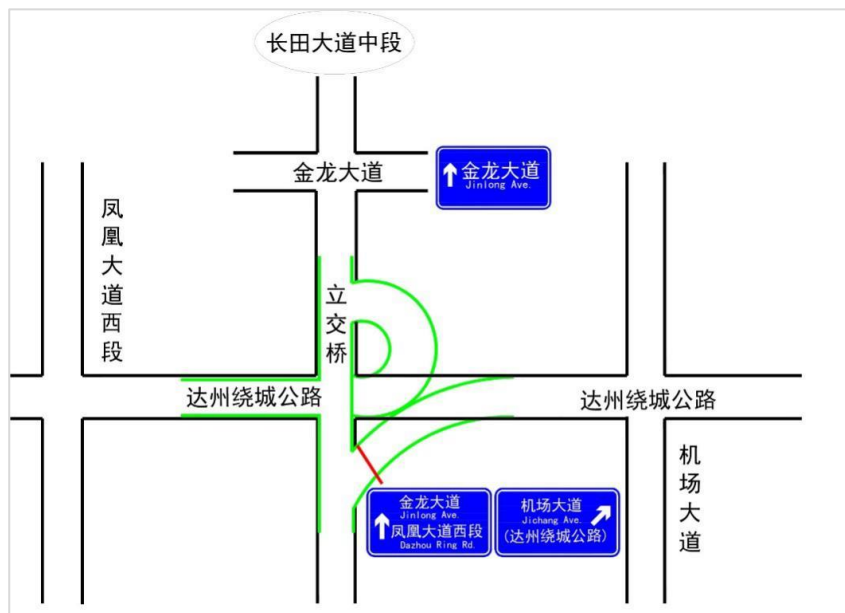 长田大道中段
金龙大道
金龙大道
Jinlong Ave.
凤凰大道西段
立交桥
达州绕城公路
达州绕城公路
机场大道
金龙大道
Jinlong Ave.
凤凰大道西段
Dazhou Ring Rd.
机场大道
Jichang Ave.
(达州绕城公路)